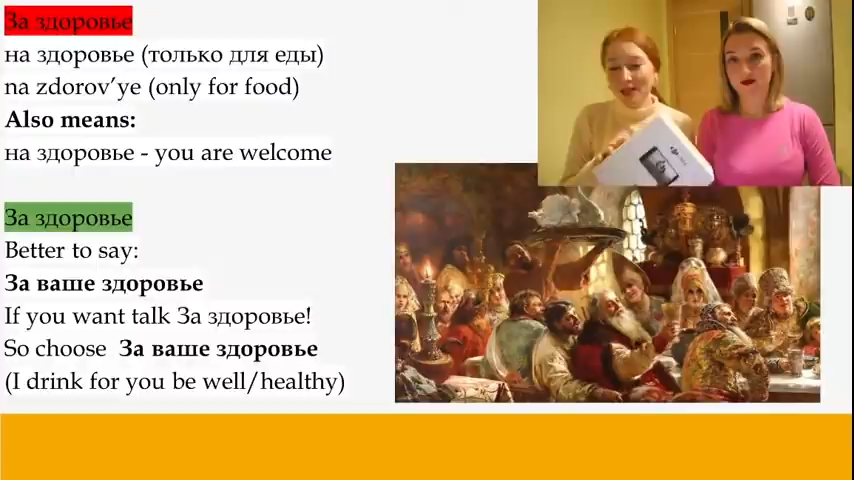 За здоровье
на здоровье (только для еды)
na zdorov’ye (only for food)
Also means:
на здоровье - you are welcome
За здоровье
Better to say:
За ваше здоровье
If you want talk За здоровье!
So choose За ваше здоровье
(I drink for you be well/healthy)